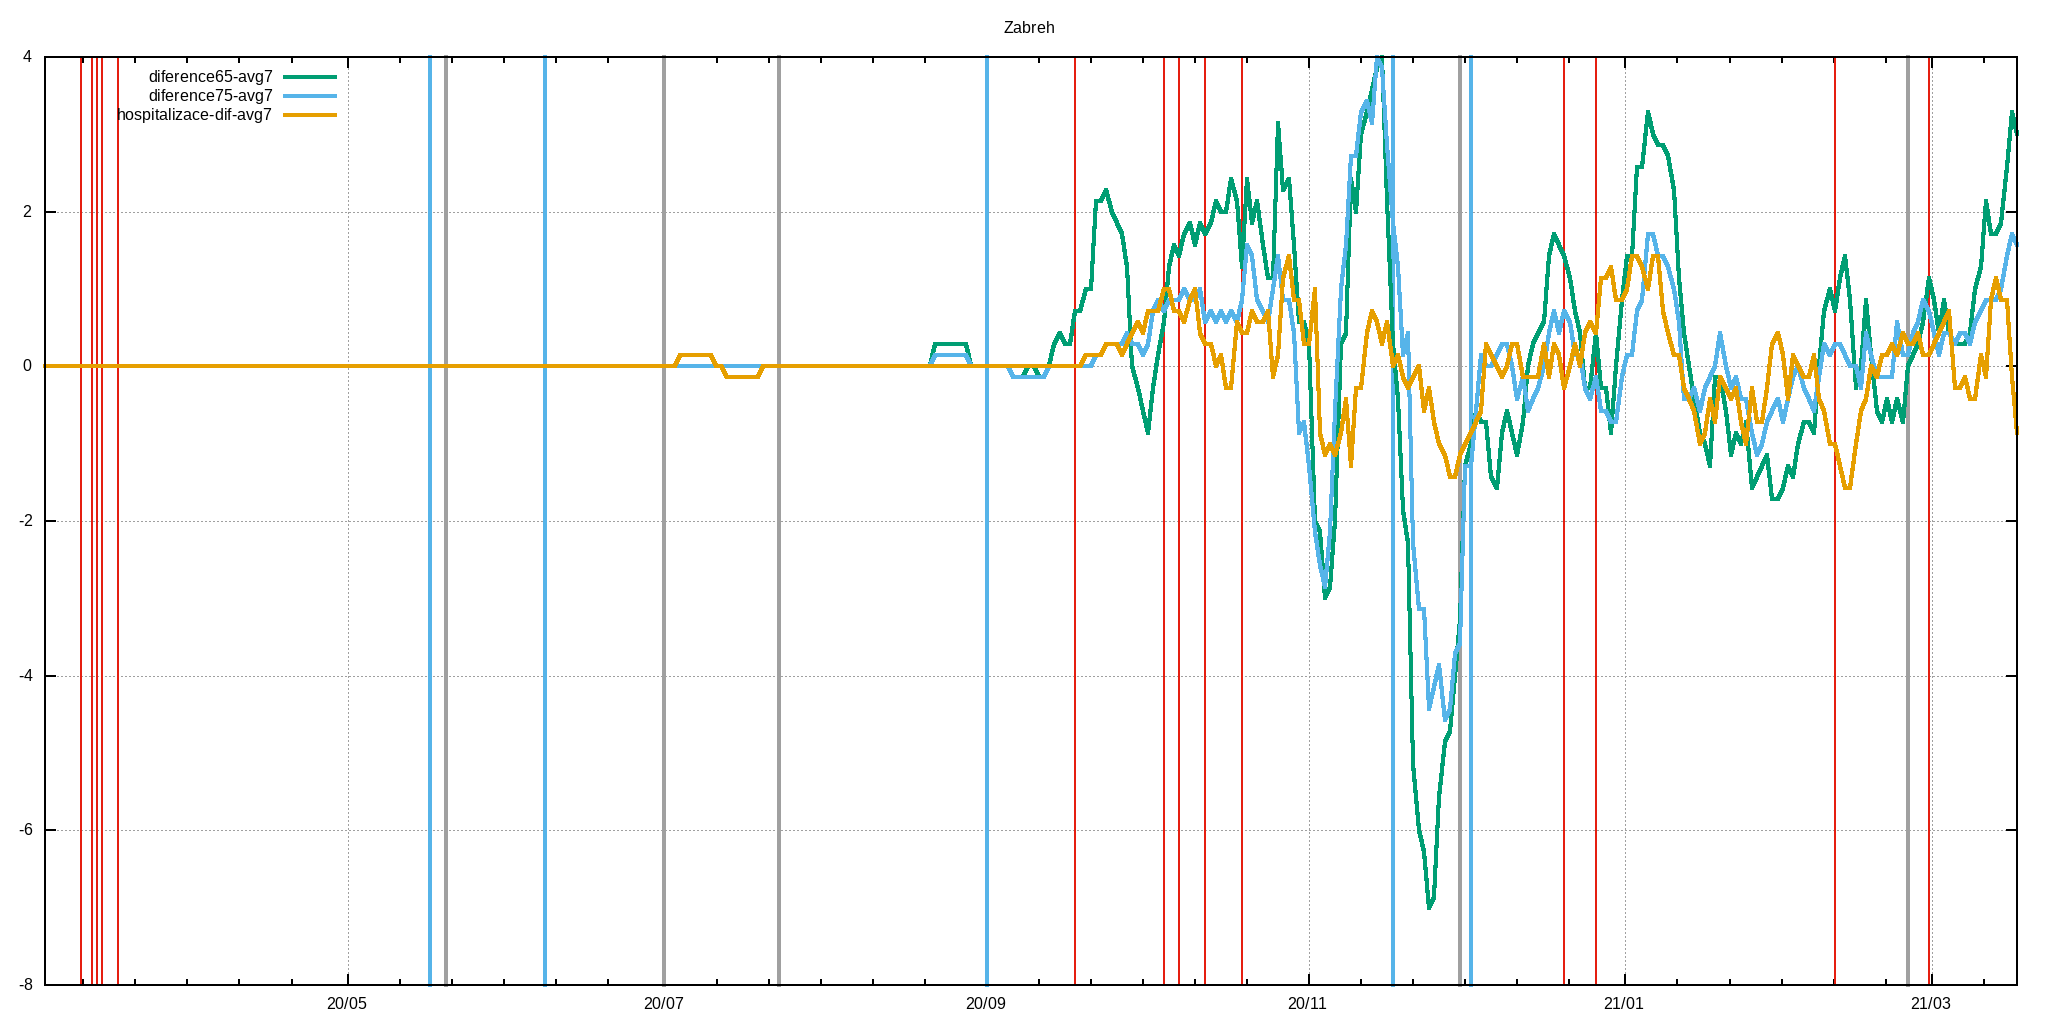 Zabreh
4
diference65-avg7
diference75-avg7
hospitalizace-dif-avg7
2
0
-2
-4
-6
-8
20/05 20/07 20/09 20/11 21/01 21/03